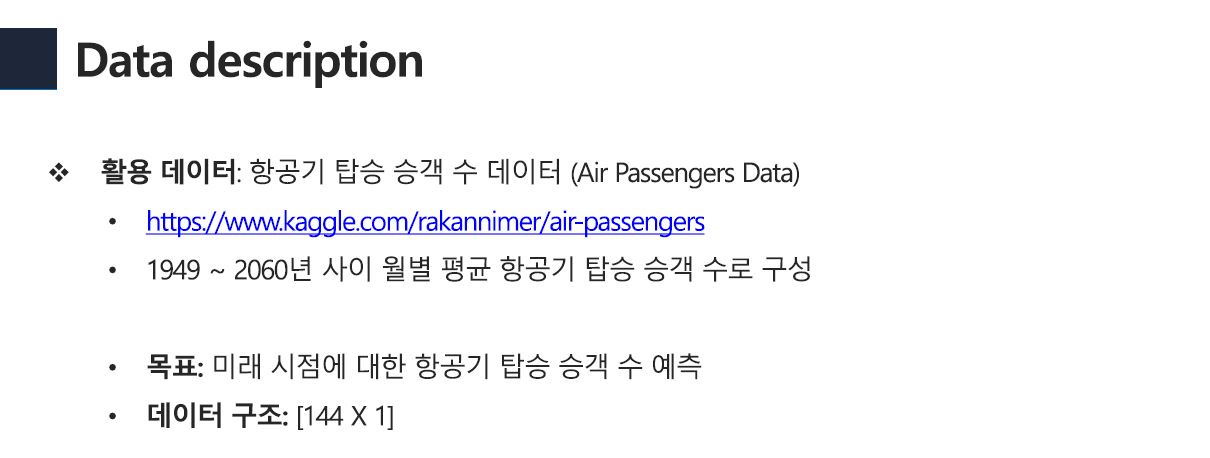 Data description
❖ 활용 데이터: 항공기 탑승 승객 수 데이터 (Air Passengers Data)
• https://www.kaggle.com/rakannimer/air-passengers
• 1949 ~ 2060년 사이 월별 평균 항공기 탑승 승객 수로 구성
• 목표: 미래 시점에 대한 항공기 탑승 승객 수 예측
• 데이터 구조: [144 X 1]